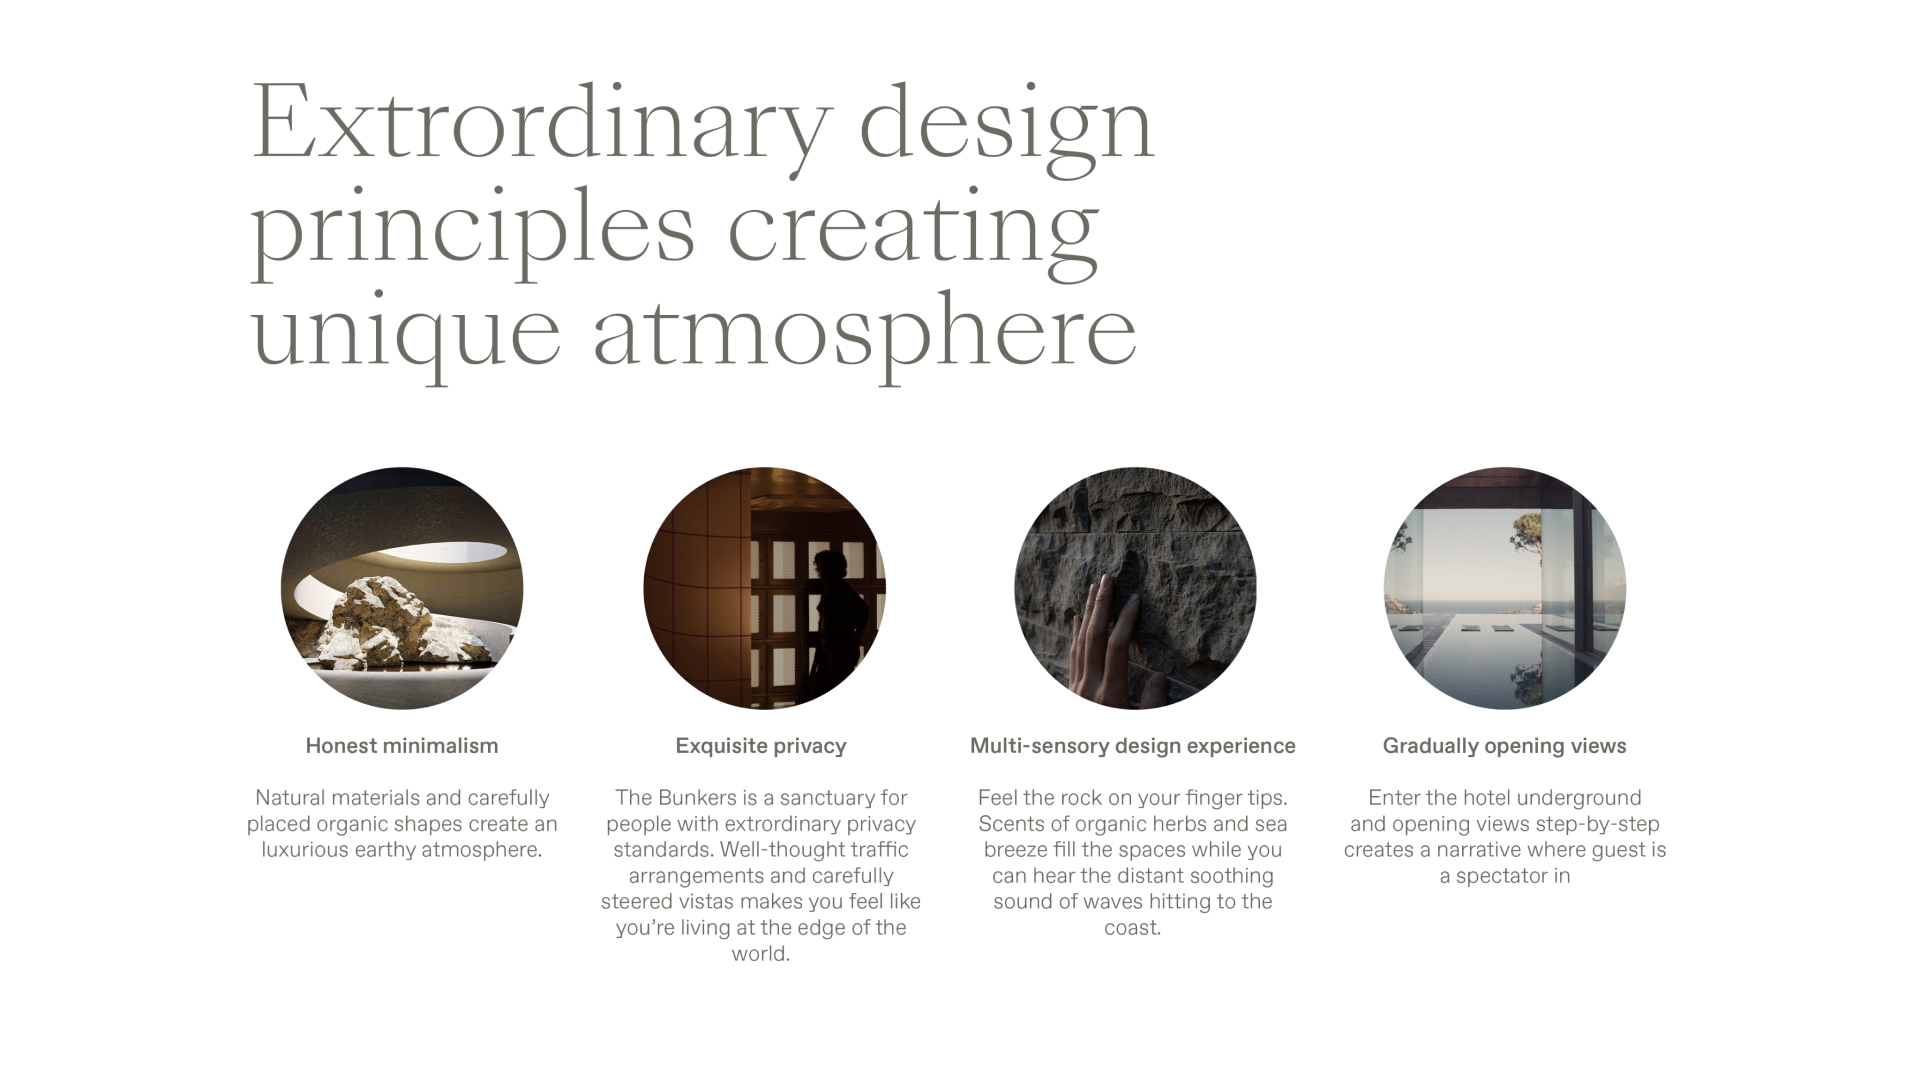 Extrordinary design
principles creating
unique atmosphere
Honest minimalism
Natural materials and carefully
placed organic shapes create an
luxurious earthy atmosphere.
Exquisite privacy
The Bunkers is a sanctuary for
people with extrordinary privacy
standards. Well-thought traffic
arrangements and carefully
steered vistas makes you feel like
you’re living at the edge of the
world.
Multi-sensory design experience
Feel the rock on your finger tips.
Scents of organic herbs and sea
breeze fill the spaces while you
can hear the distant soothing
sound of waves hitting to the
coast.
Gradually opening views
Enter the hotel underground
and opening views step-by-step
creates a narrative where guest is
a spectator in